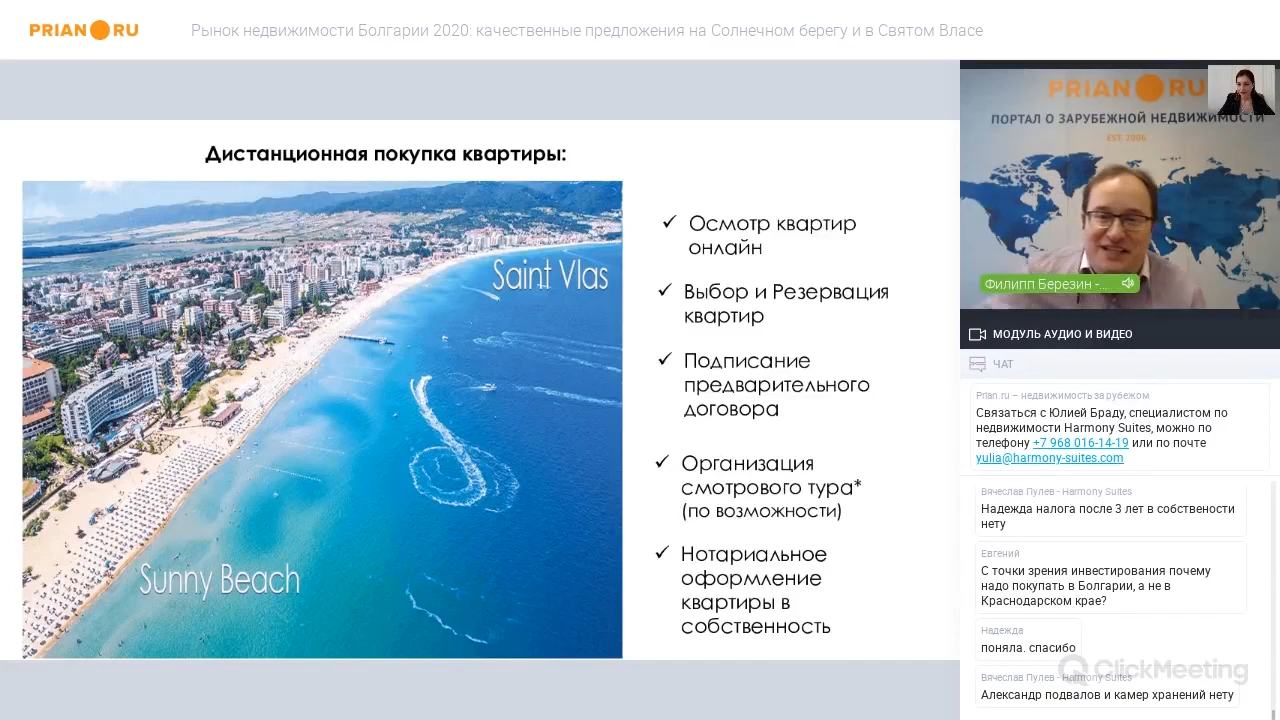 PRIAN RU
Рынок недвижимости Болгарии 2020: качественные предложения на Солнечном берегу и в Святом Власе
Дистанционная покупка квартиры:
Saint Vlas
Sunny Beach
✓ Осмотр квартир
онлайн
✓ Выбор и Резервация
квартир
✓ Подписание
предварительного
договора
✓ Организация
смотрового тура*
(по возможности)
✓ Нотариальное
оформление
квартиры в
собственность
PRIAN RU
ПОРТАЛ О ЗАРУБЕЖНОЙ НЕДВИЖИМОСТИ
EST. 2006
Филипп Березин -...
МОДУЛЬ АУДИО И ВИДЕО
ЧАТ
Prian.ru – недвижимость за рубежом
Связаться с Юлией Браду, специалистом по
недвижимости Harmony Suites, можно по
телефону +7 968 016-14-19 или по почте
yulia@harmony-suites.com
Вячеслав Пулев - Harmony Suites
Надежда налога после 3 лет в собствености
нету
Евгений
С точки зрения инвестирования почему
надо покупать в Болгарии, а не в
Краснодарском крае?
Надежда
поняла. спасибо
ClickMeeting
Вячеслав Пулев - Harmony Suites
Александр подвалов и камер хранений нету